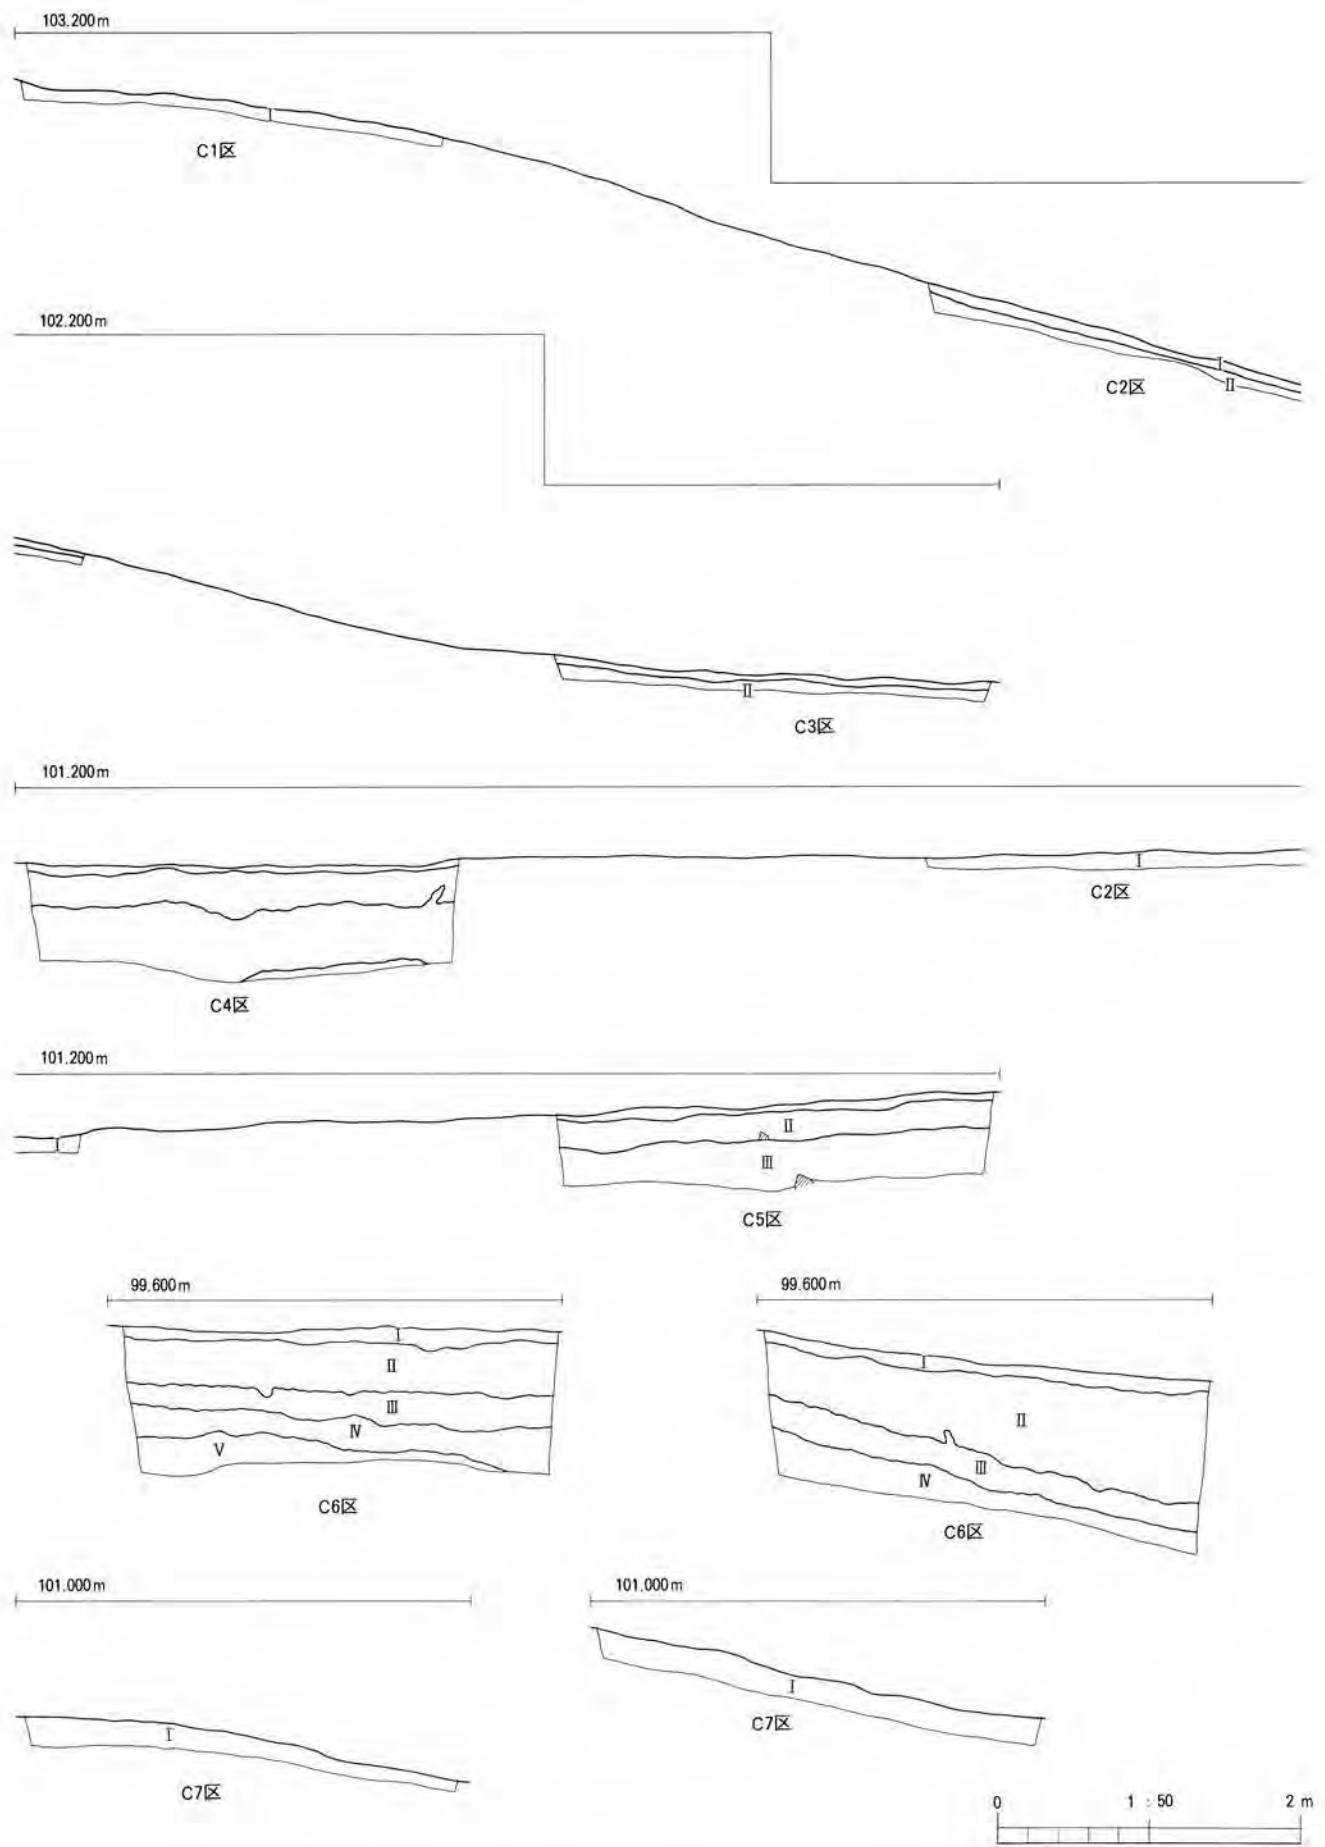 103.200m
I
C1区
I
II
C2区
102.200m
II
C3区
101.200m
I
C2区
C4区
101.200m
I
II
III
C5区
99.600m
99.600m
I
II
III
IV
V
C6区
I
II
III
IV
C6区
101.000m
101.000m
I
C7区
I
C7区
0 1 : 50 2 m